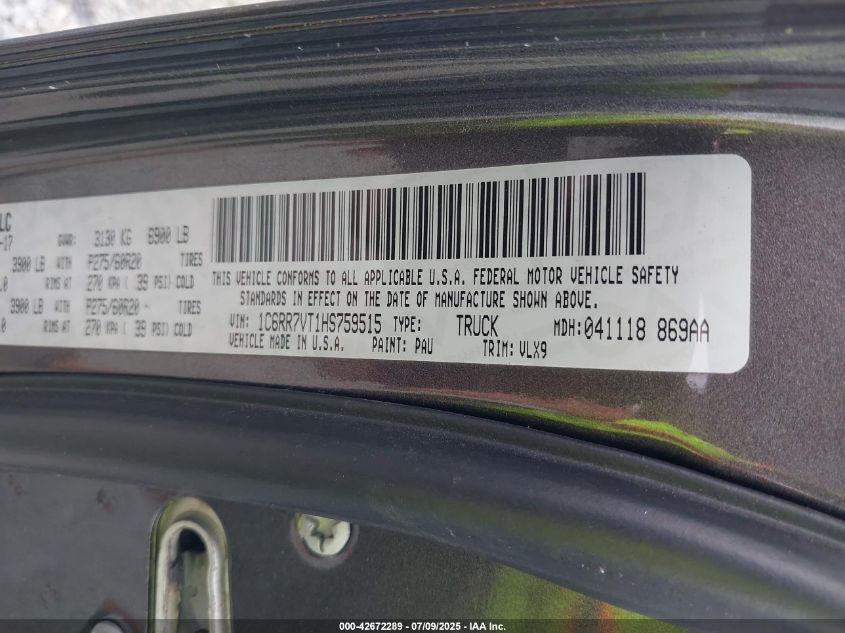 LC
GVWR: 3130 KG 6900 LB
-17
3900 LB WITH P275/60R20 TIRES
.0 RIMS AT 270 KPA ( 39 PSI) COLD
3900 LB WITH P275/60R20 - TIRES
.0 RIMS AT 270 KPA ( 39 PSI) COLD
THIS VEHICLE CONFORMS TO ALL APPLICABLE U.S.A. FEDERAL MOTOR VEHICLE SAFETY
STANDARDS IN EFFECT ON THE DATE OF MANUFACTURE SHOWN ABOVE.
VIN: 1C6RR7VT1HS759515 TYPE: TRUCK MDH:041118 869AA
VEHICLE MADE IN U.S.A. PAINT: PAU TRIM: VLX9
000-42672289 - 07/09/2025 - IAA Inc.